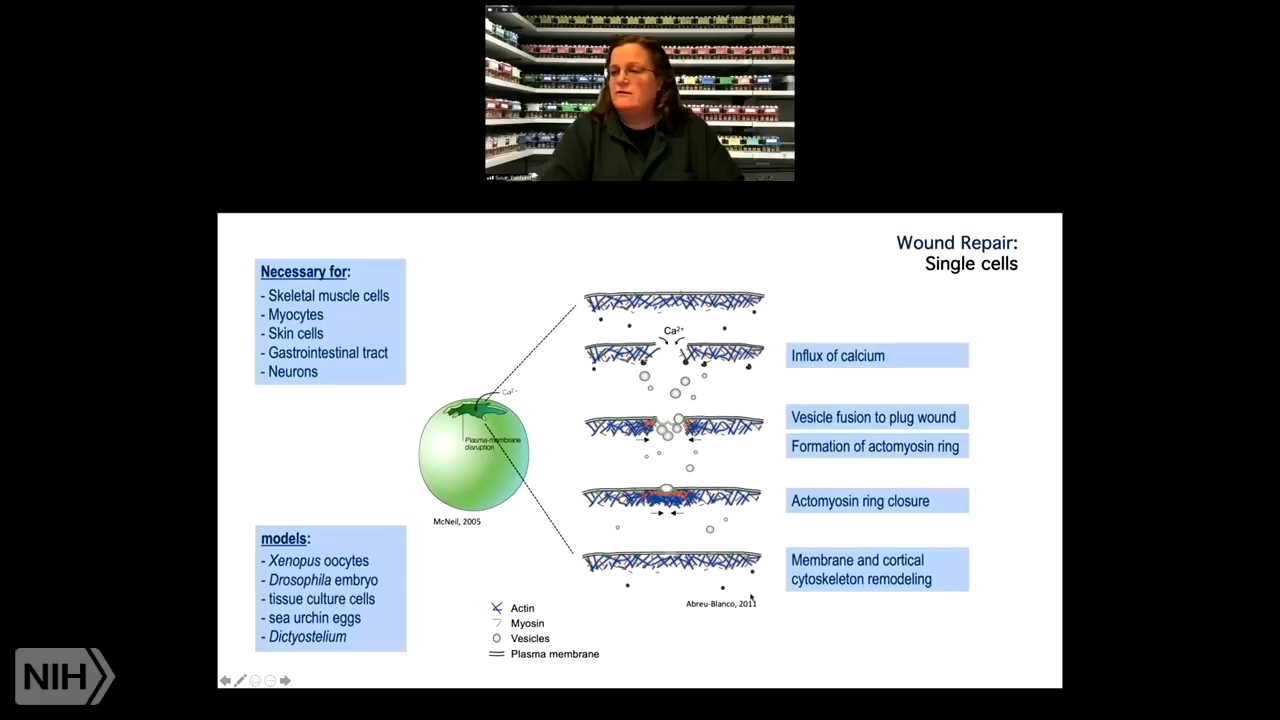 Wound Repair:
Single cells
Necessary for:
- Skeletal muscle cells
- Myocytes
- Skin cells
- Gastrointestinal tract
- Neurons
Ca²⁺
Plasma-membrane
disruption
McNeil, 2005
models:
- Xenopus oocytes
- Drosophila embryo
- tissue culture cells
- sea urchin eggs
- Dictyostelium
Ca²⁺
Influx of calcium
Vesicle fusion to plug wound
Formation of actomyosin ring
Actomyosin ring closure
Membrane and cortical
cytoskeleton remodeling
Abreu-Blanco, 2011
Actin
Myosin
Vesicles
Plasma membrane
NIH